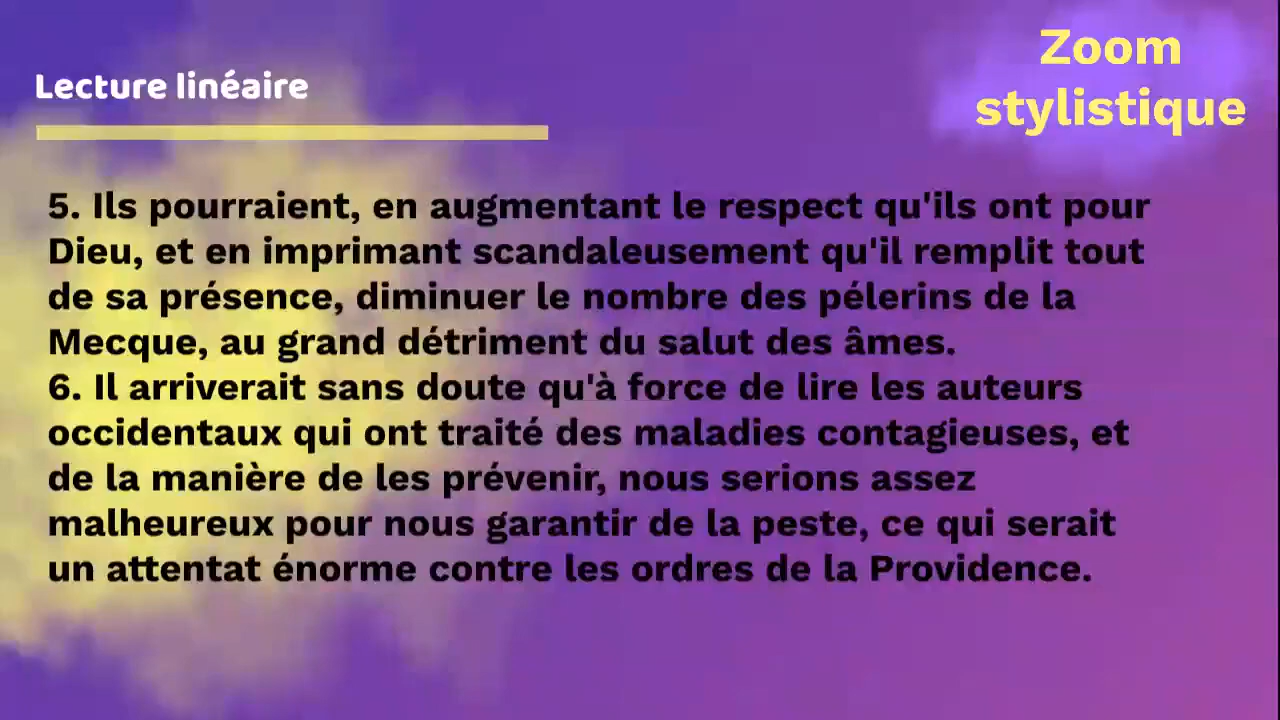 Zoom
stylistique
Lecture linéaire
5. Ils pourraient, en augmentant le respect qu'ils ont pour
Dieu, et en imprimant scandaleusement qu'il remplit tout
de sa présence, diminuer le nombre des pélerins de la
Mecque, au grand détriment du salut des âmes.
6. Il arriverait sans doute qu'à force de lire les auteurs
occidentaux qui ont traité des maladies contagieuses, et
de la manière de les prévenir, nous serions assez
malheureux pour nous garantir de la peste, ce qui serait
un attentat énorme contre les ordres de la Providence.